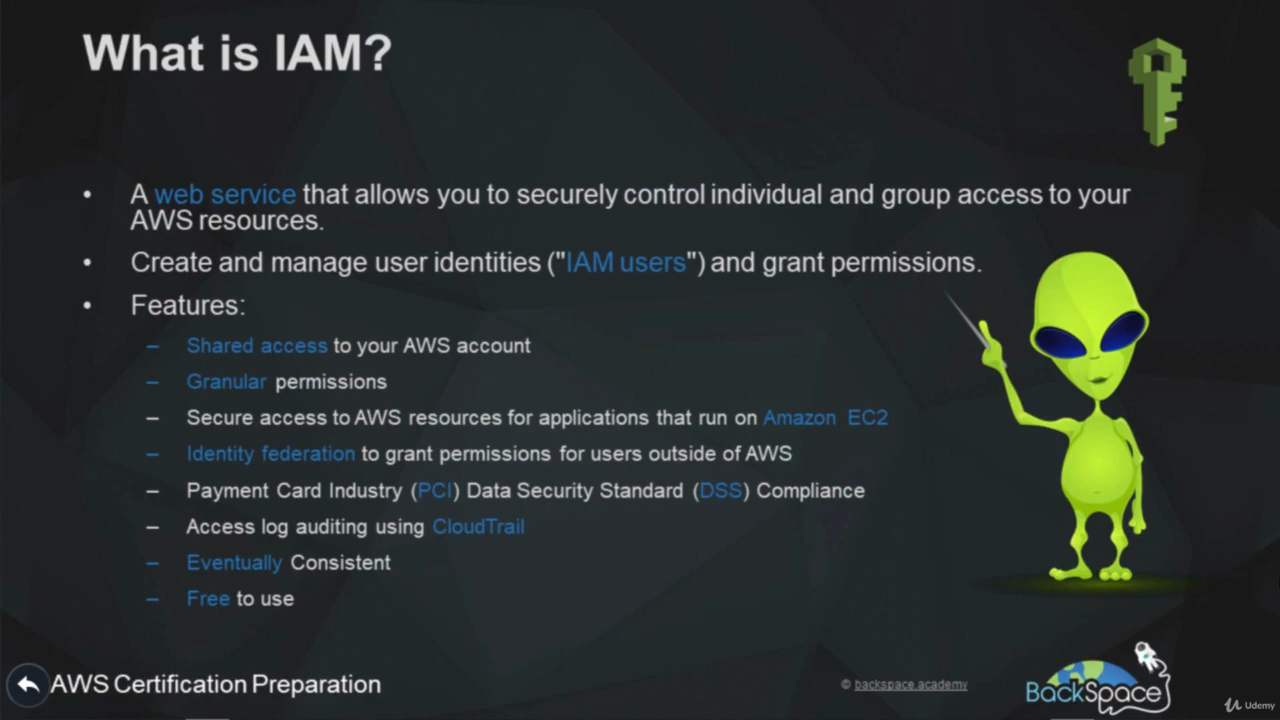 What is IAM?
• A web service that allows you to securely control individual and group access to your
AWS resources.
• Create and manage user identities ("IAM users") and grant permissions.
• Features:
– Shared access to your AWS account
– Granular permissions
– Secure access to AWS resources for applications that run on Amazon EC2
– Identity federation to grant permissions for users outside of AWS
– Payment Card Industry (PCI) Data Security Standard (DSS) Compliance
– Access log auditing using CloudTrail
– Eventually Consistent
– Free to use
AWS Certification Preparation
© backspace.academy
BackSpace
Udemy